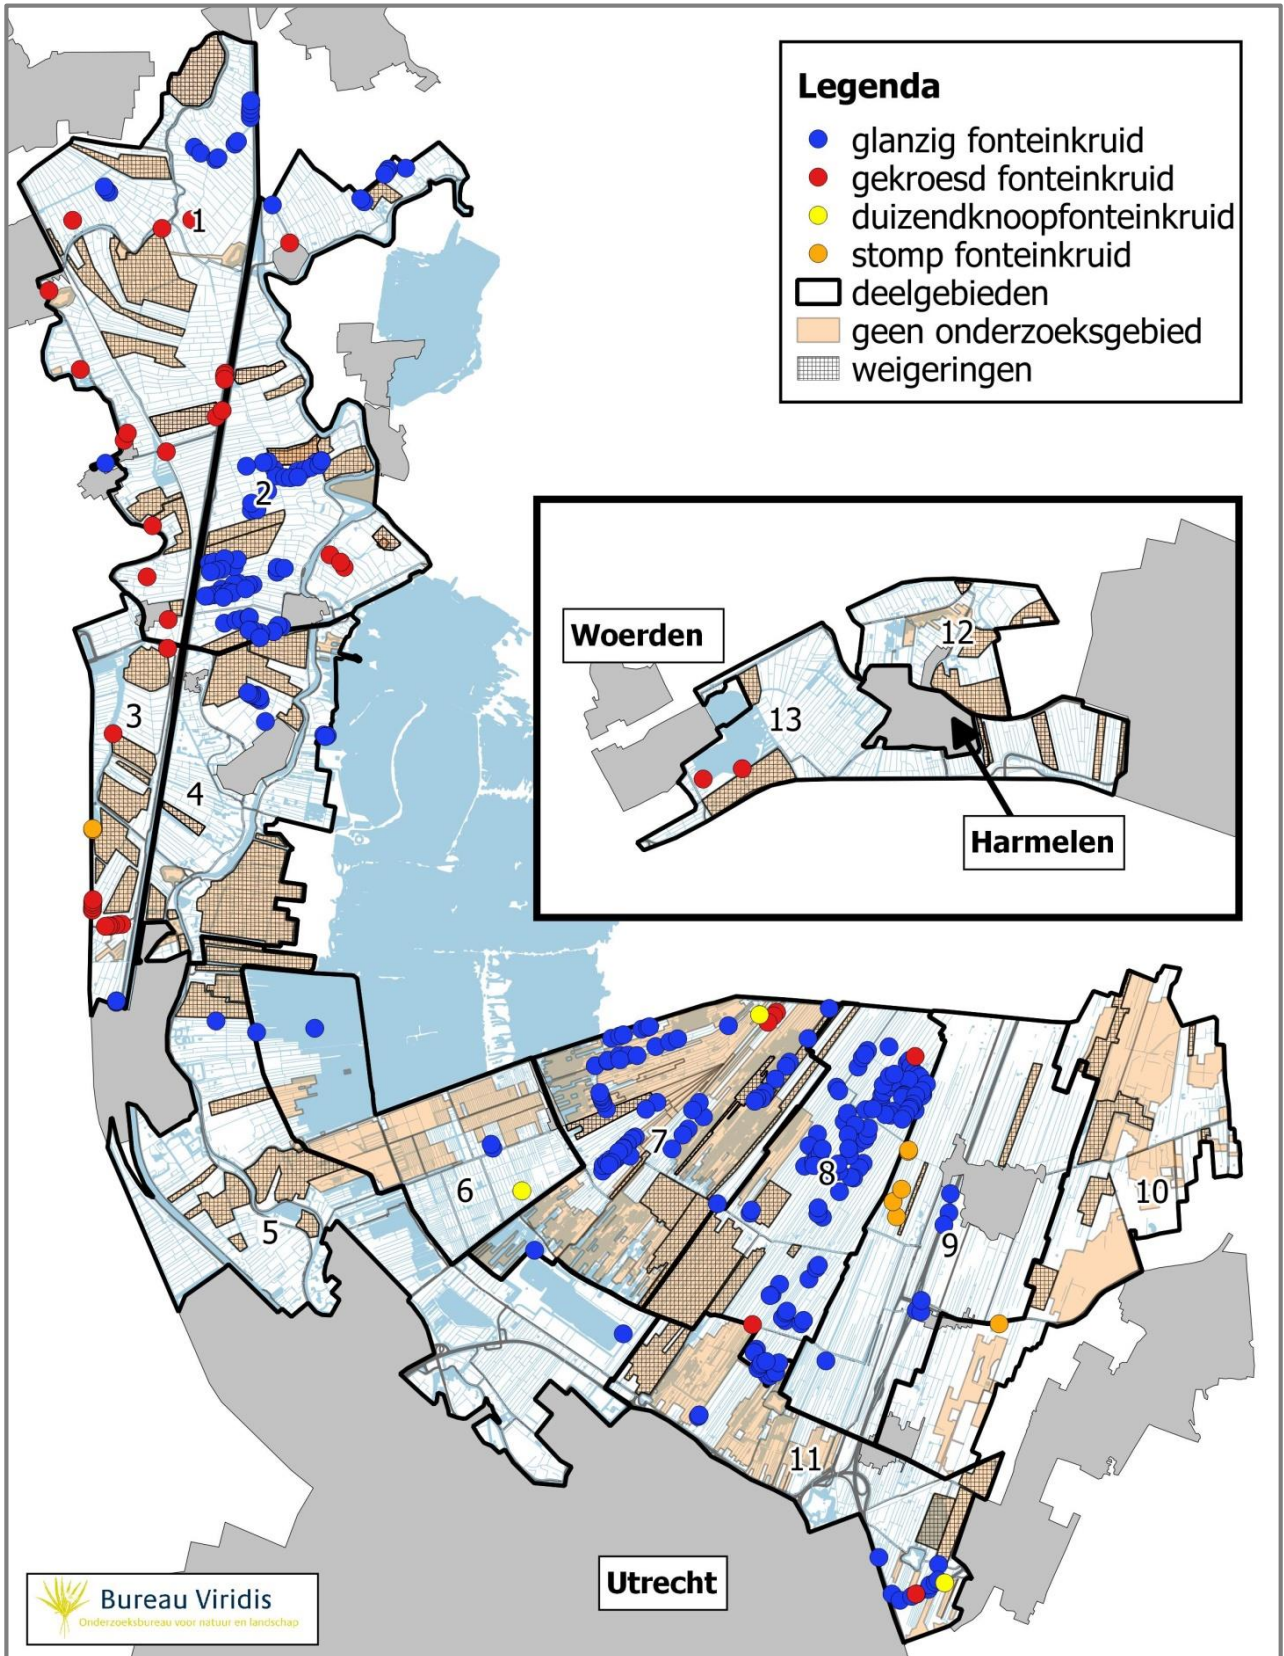 Legenda
glanzig fonteinkruid
gekroesd fonteinkruid
duizendknoopfonteinkruid
stomp fonteinkruid
deelgebieden
geen onderzoeksgebied
weigeringen
1
2
3
4
5
6
7
8
9
10
11
Woerden
12
13
Harmelen
Utrecht
Bureau Viridis
Onderzoeksbureau voor natuur en landschap